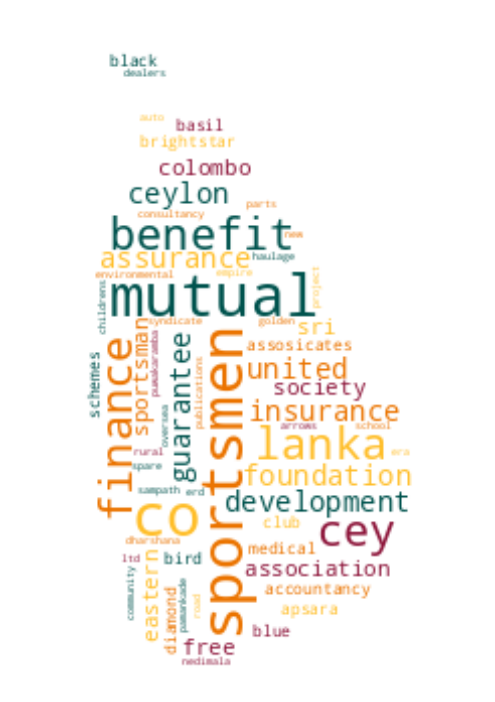 black
dealers
auto
basil
brightstar
colombo
ceylon
parts
consultancy
benefit
new
assurance
haulage
environmental
empire
mutual
project
childrens
syndicate
golden
sri
sportsman
finance
puwakaramba
guarantee
sportsmen
assosicates
schemes
publications
united
society
insurance
oversea
arrows
school
lanka
rural
era
spare
foundation
sampath
erd
development
co
club
cey
dharshana
medical
ltd
bird
association
community
eastern
diamond
pamankade
accountancy
road
apsara
blue
free
nedimala